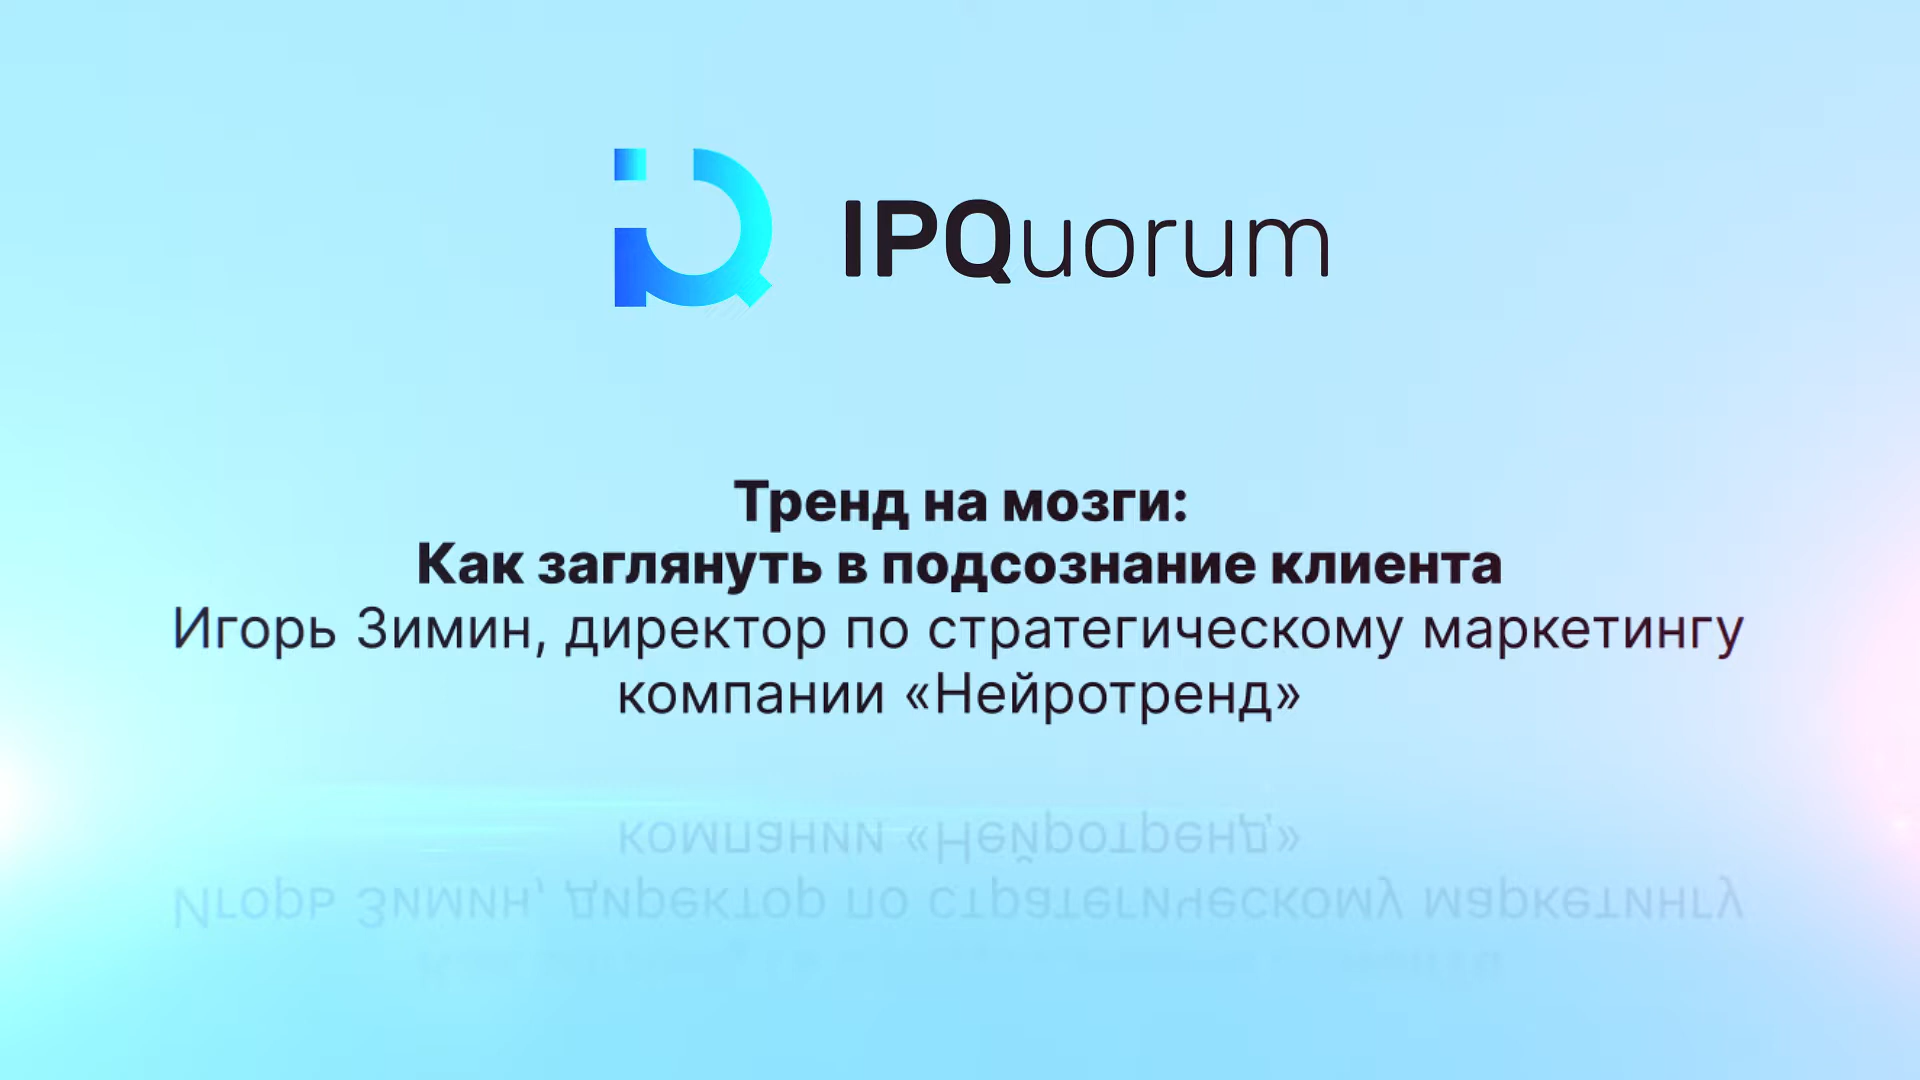 IPQuorum
Тренд на мозги:
Как заглянуть в подсознание клиента
Игорь Зимин, директор по стратегическому маркетингу
компании «Нейротренд»